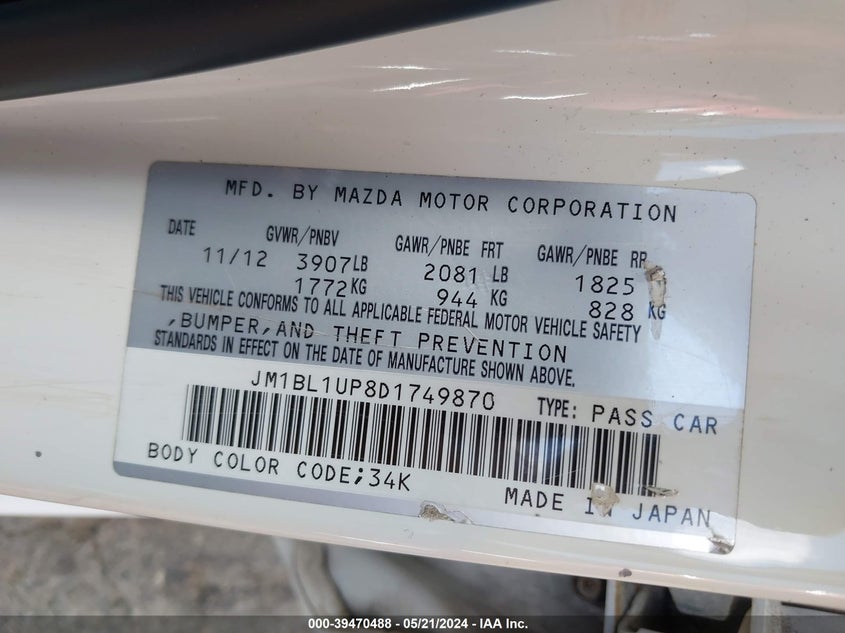 MFD. BY MAZDA MOTOR CORPORATION
DATE GVWR/PNBV GAWR/PNBE FRT GAWR/PNBE RR
11/12 3907LB 2081 LB 1825
1772KG 944 KG 828 KG
THIS VEHICLE CONFORMS TO ALL APPLICABLE FEDERAL MOTOR VEHICLE SAFETY
,BUMPER,AND THEFT PREVENTION
STANDARDS IN EFFECT ON THE DATE OF MANUFACTURE SHOWN ABOVE.
JM1BL1UP8D1749870 TYPE: PASS CAR
BODY COLOR CODE;34K
MADE IN JAPAN
000-39470488 - 05/21/2024 - IAA Inc.